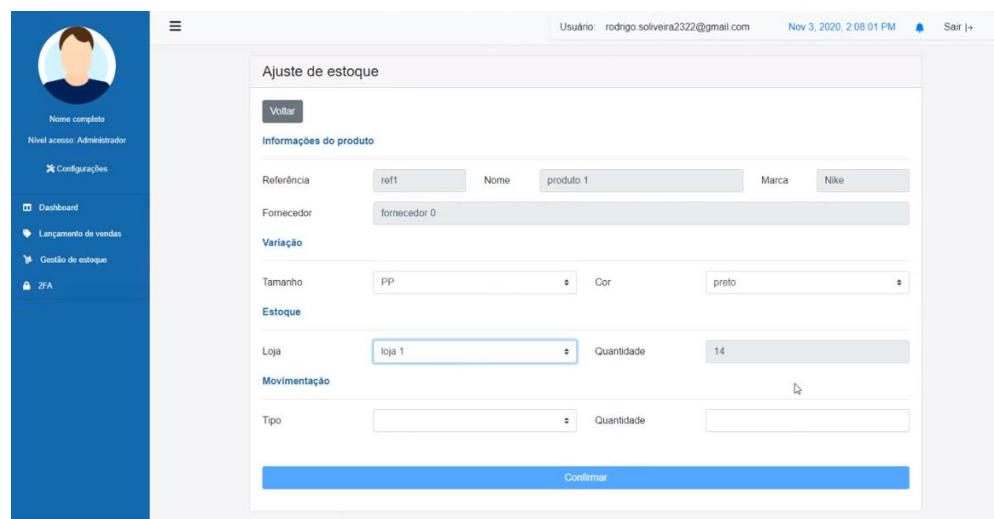 Usuário: rodrigo.soliveira2322@gmail.com Nov 3, 2020, 2:08:01 PM Sair
Nome completo
Nível acesso: Administrador
Configurações
Dashboard
Lançamento de vendas
Gestão de estoque
2FA
Ajuste de estoque
Voltar
Informações do produto
Referência ref1 Nome produto 1 Marca Nike
Fornecedor fornecedor 0
Variação
Tamanho PP Cor preto
Estoque
Loja loja 1 Quantidade 14
Movimentação
Tipo Quantidade
Confirmar